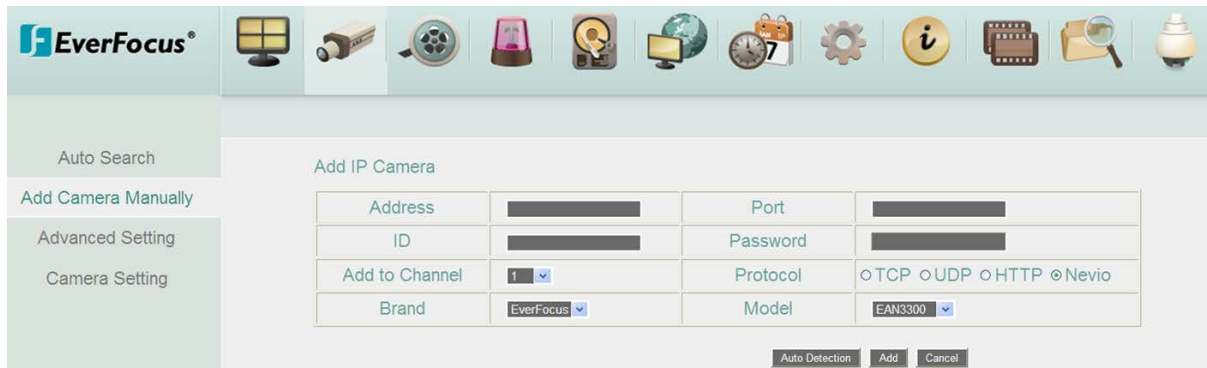 EverFocus®
7
i
Auto Search
Add Camera Manually
Advanced Setting
Camera Setting
Add IP Camera
Address Port
ID Password
Add to Channel 1 Protocol TCP UDP HTTP Nevio
Brand EverFocus Model EAN3300
Auto Detection Add Cancel